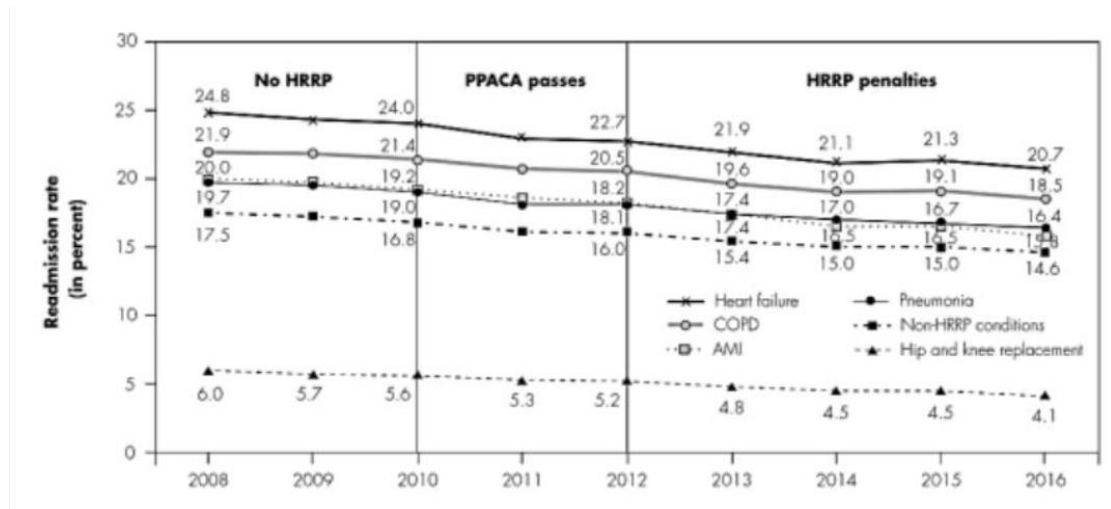 30
25
20
15
10
5
0
Readmission rate
(in percent)
No HRRP PPACA passes HRRP penalties
24.8 24.0 22.7 21.9 21.1 21.3 20.7
21.9 21.4 20.5 19.6 19.0 19.1 18.5
20.0 19.2 18.2 17.4 17.0 16.7 16.4
19.7 19.0 18.1 17.4 16.5 16.5 15.8
17.5 16.8 16.0 15.4 15.0 15.0 14.6
Heart failure Pneumonia
COPD Non-HRRP conditions
AMI Hip and knee replacement
6.0 5.7 5.6 5.3 5.2 4.8 4.5 4.5 4.1
2008 2009 2010 2011 2012 2013 2014 2015 2016